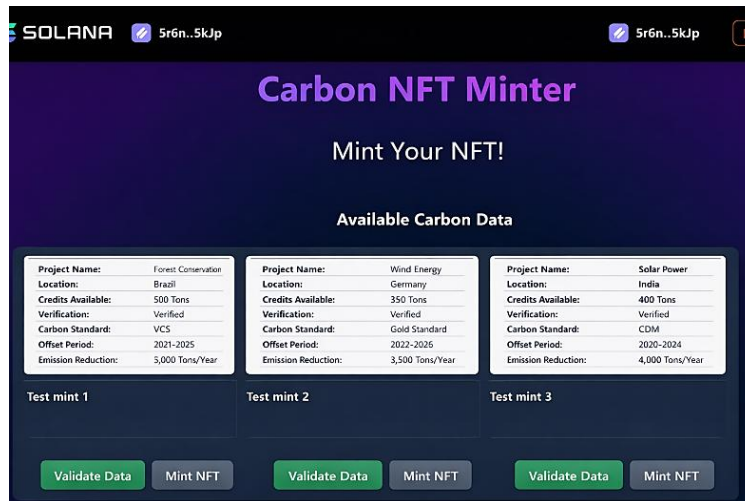 SOLANA 5r6n..5kJp 5r6n..5kJp
Carbon NFT Minter
Mint Your NFT!
Available Carbon Data
Project Name: Forest Conservation
Location: Brazil
Credits Available: 500 Tons
Verification: Verified
Carbon Standard: VCS
Offset Period: 2021-2025
Emission Reduction: 5,000 Tons/Year
Test mint 1
Validate Data Mint NFT
Project Name: Wind Energy
Location: Germany
Credits Available: 350 Tons
Verification: Verified
Carbon Standard: Gold Standard
Offset Period: 2022-2026
Emission Reduction: 3,500 Tons/Year
Test mint 2
Validate Data Mint NFT
Project Name: Solar Power
Location: India
Credits Available: 400 Tons
Verification: Verified
Carbon Standard: CDM
Offset Period: 2020-2024
Emission Reduction: 4,000 Tons/Year
Test mint 3
Validate Data Mint NFT